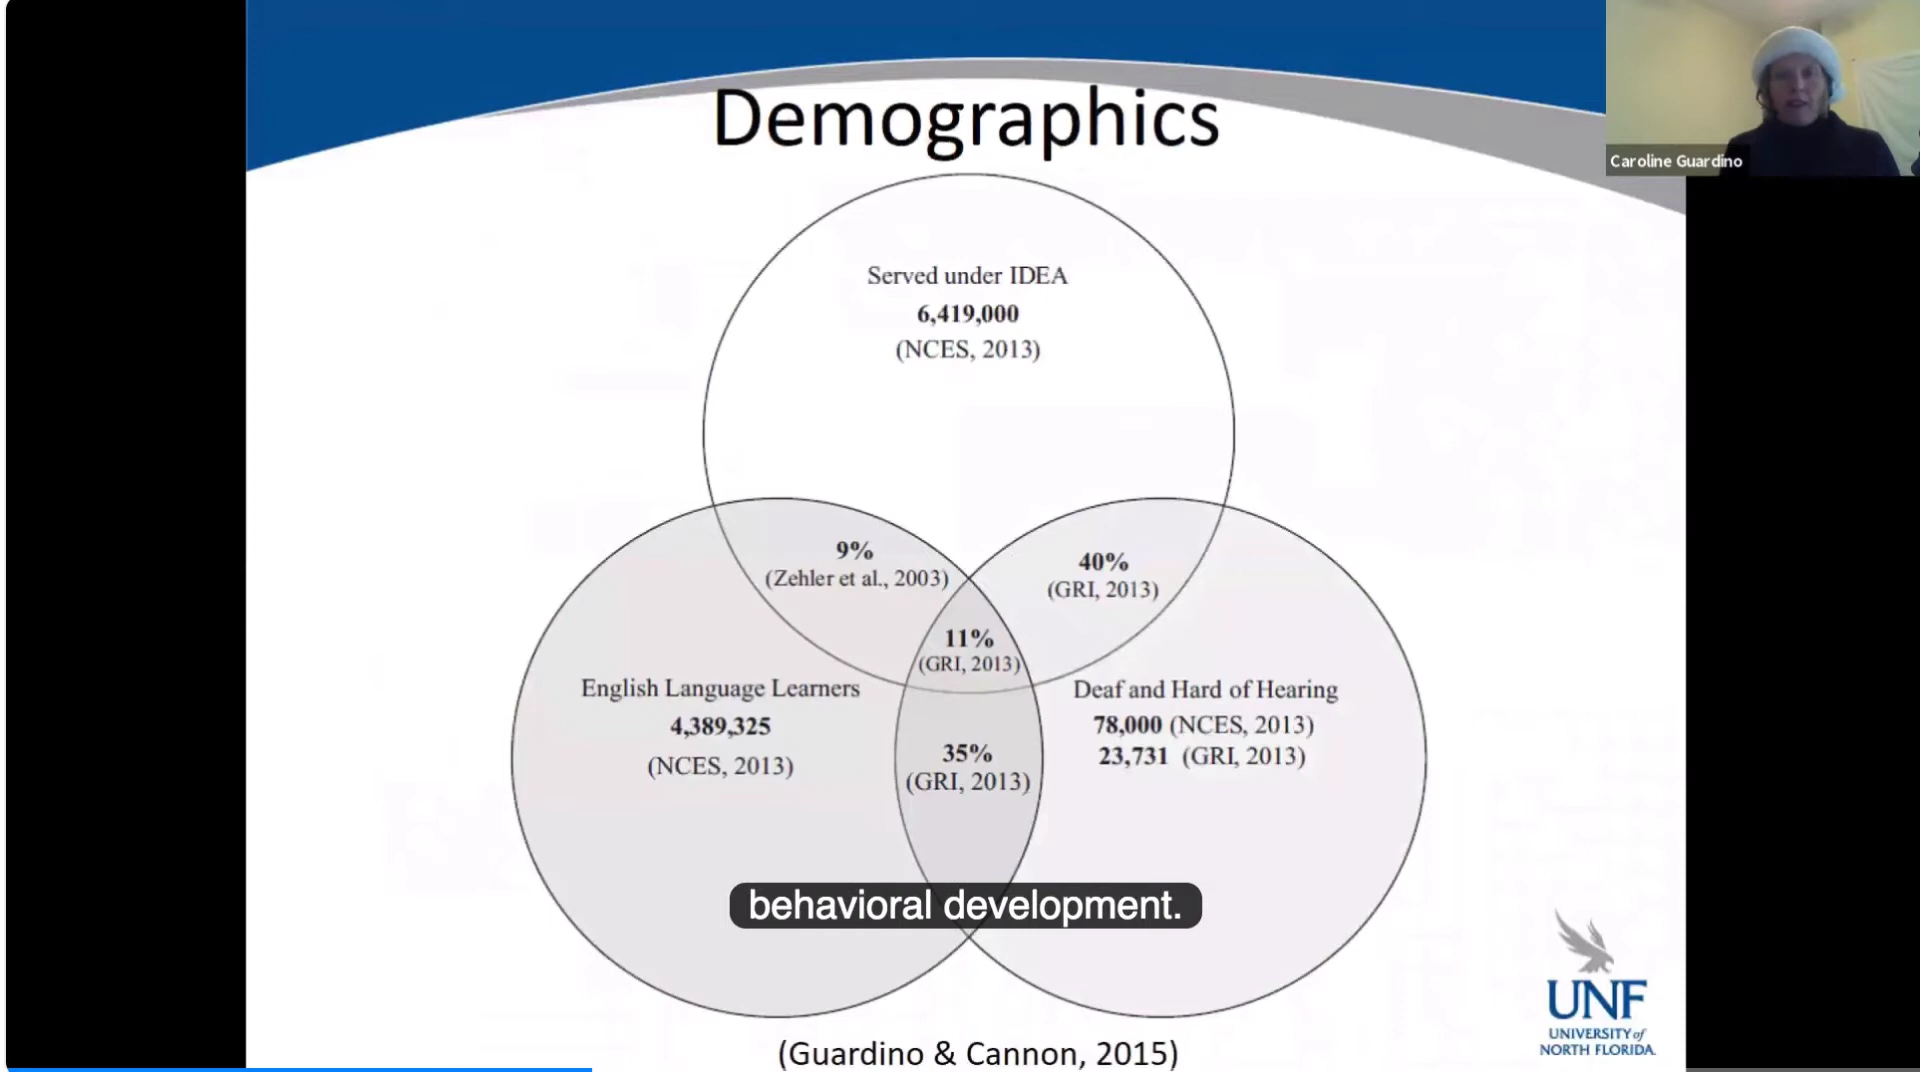 Demographics
Caroline Guardino
Served under IDEA
6,419,000
(NCES, 2013)
9%
(Zehler et al., 2003)
40%
(GRI, 2013)
11%
(GRI, 2013)
English Language Learners
4,389,325
(NCES, 2013)
Deaf and Hard of Hearing
78,000 (NCES, 2013)
23,731 (GRI, 2013)
35%
(GRI, 2013)
behavioral development.
UNF
UNIVERSITY of
NORTH FLORIDA.
(Guardino & Cannon, 2015)